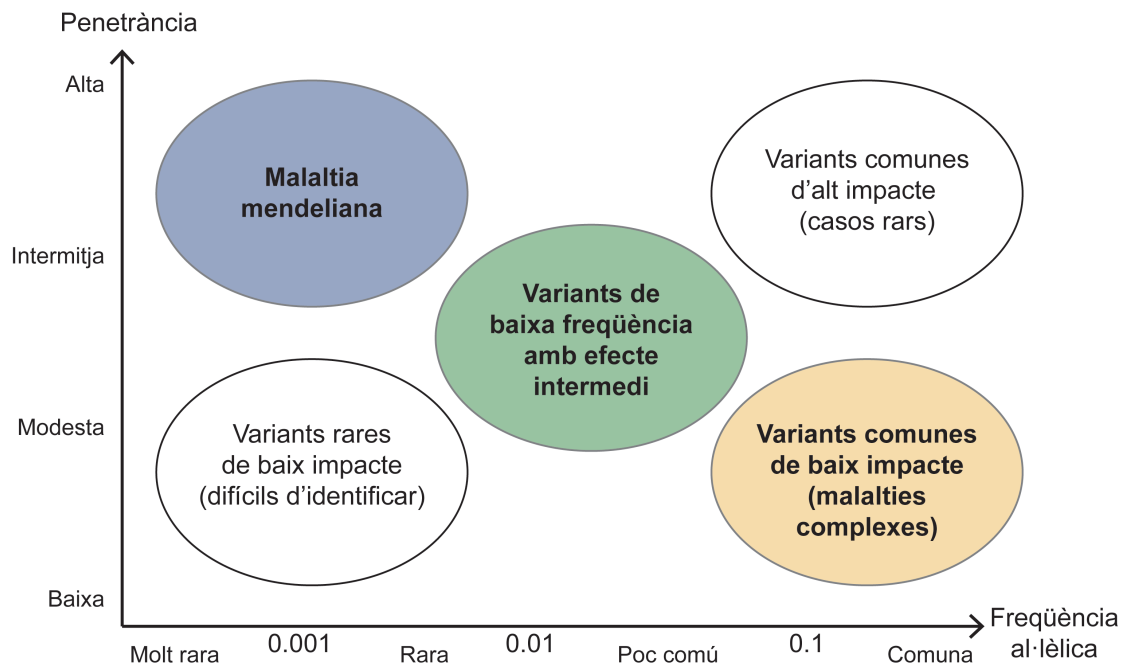 Penetrància
Alta
Intermitja
Modesta
Baixa
Malaltia
mendeliana
Variants comunes
d’alt impacte
(casos rars)
Variants de
baixa freqüència
amb efecte
intermedi
Variants rares
de baix impacte
(difícils d’identificar)
Variants comunes
de baix impacte
(malalties
complexes)
0.001
0.01
0.1
Molt rara
Rara
Poc comú
Comuna
Freqüència
al·lèlica